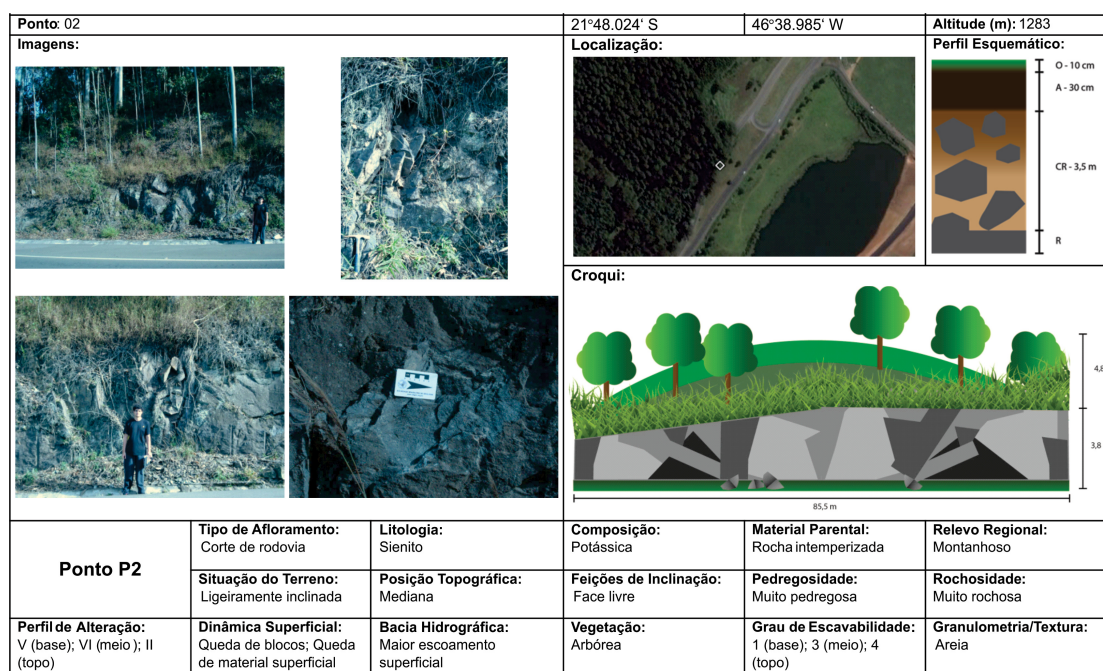 Ponto: 02
21°48.024‘ S
46°38.985‘ W
Altitude (m): 1283
Imagens:
Localização:
Perfil Esquemático:
O - 10 cm
A - 30 cm
CR - 3,5 m
R
Croqui:
4,8
3,8
85,5 m
Ponto P2
Tipo de Afloramento:
Corte de rodovia
Litologia:
Sienito
Composição:
Potássica
Material Parental:
Rocha intemperizada
Relevo Regional:
Montanhoso
Situação do Terreno:
Ligeiramente inclinada
Posição Topográfica:
Mediana
Feições de Inclinação:
Face livre
Pedregosidade:
Muito pedregosa
Rochosidade:
Muito rochosa
Perfil de Alteração:
V (base); VI (meio ); II
(topo)
Dinâmica Superficial:
Queda de blocos; Queda
de material superficial
Bacia Hidrográfica:
Maior escoamento
superficial
Vegetação:
Arbórea
Grau de Escavabilidade:
1 (base); 3 (meio); 4
(topo)
Granulometria/Textura:
Areia